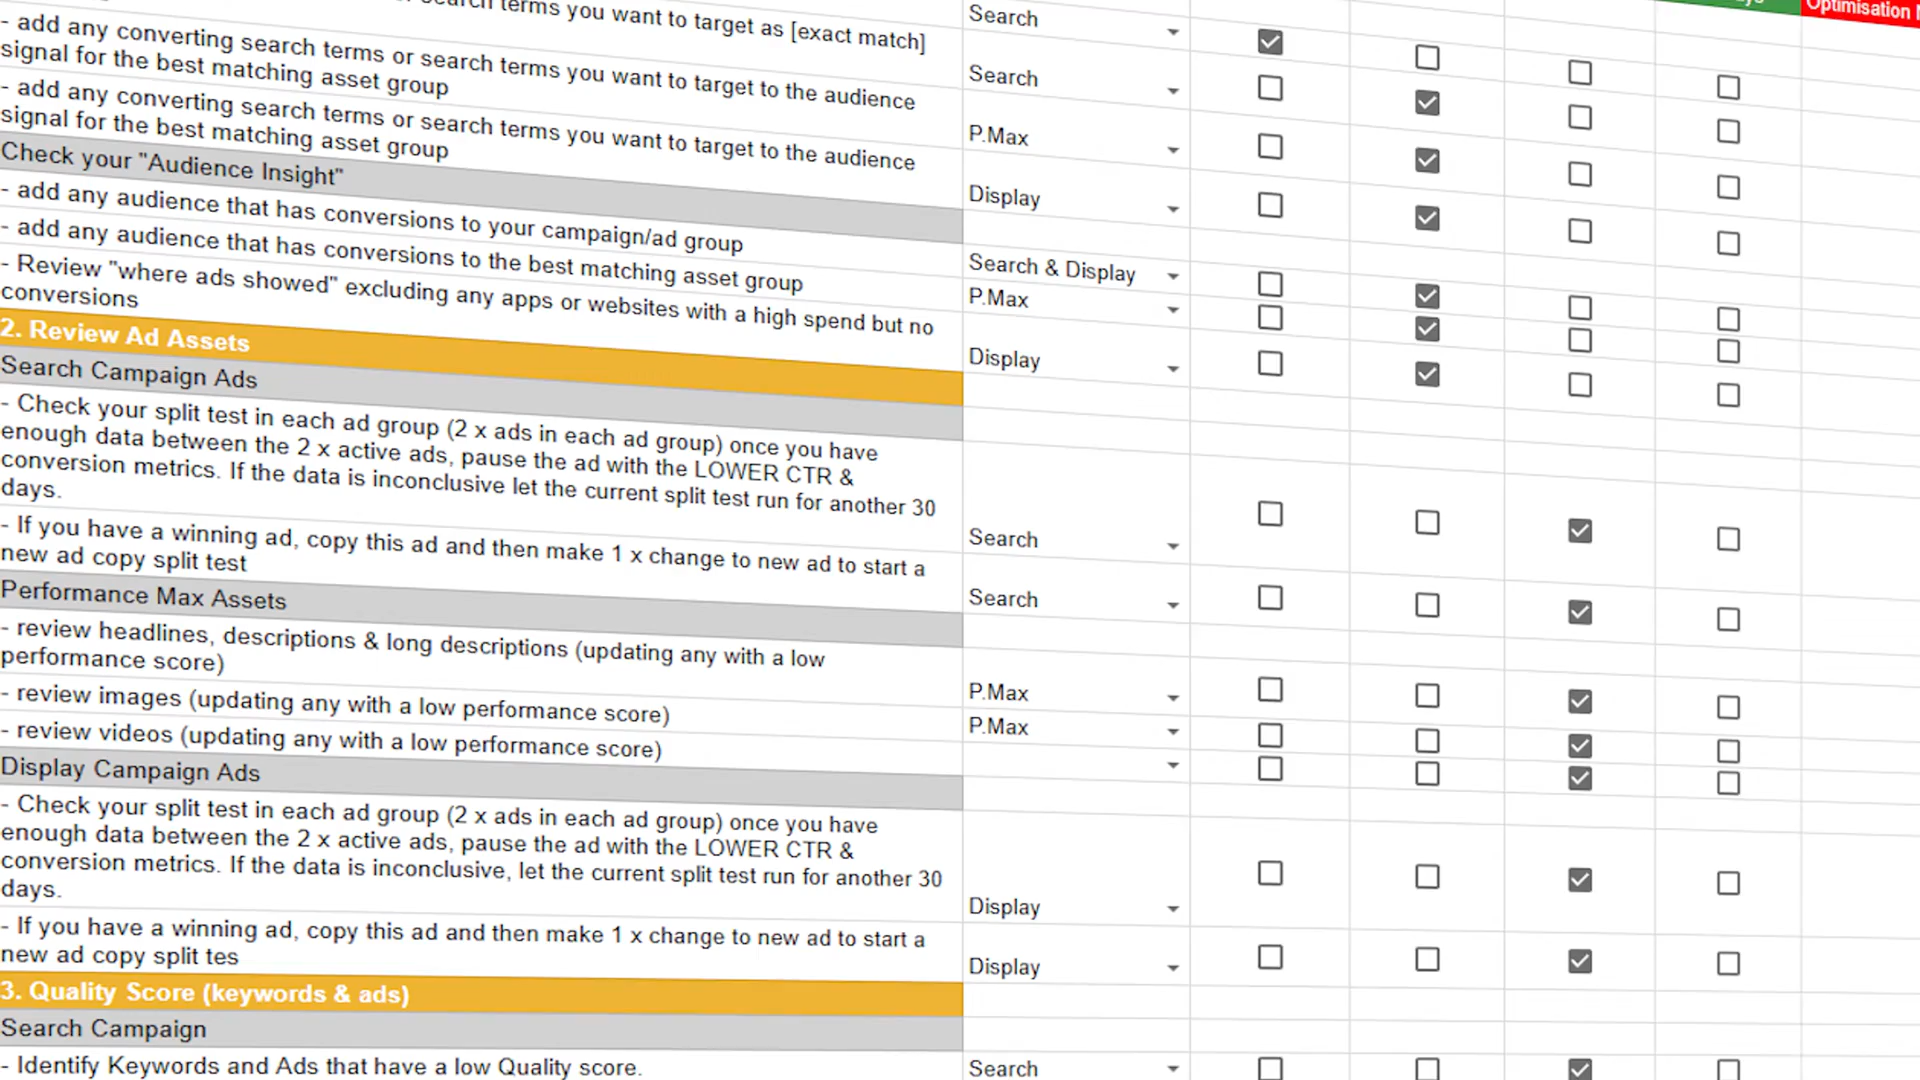 search terms you want to target as [exact match]
- add any converting search terms or search terms you want to target to the audience
signal for the best matching asset group
- add any converting search terms or search terms you want to target to the audience
signal for the best matching asset group
Check your "Audience Insight"
- add any audience that has conversions to your campaign/ad group
- add any audience that has conversions to the best matching asset group
- Review "where ads showed" excluding any apps or websites with a high spend but no
conversions
2. Review Ad Assets
Search Campaign Ads
- Check your split test in each ad group (2 x ads in each ad group) once you have
enough data between the 2 x active ads, pause the ad with the LOWER CTR &
conversion metrics. If the data is inconclusive let the current split test run for another 30
days.
- If you have a winning ad, copy this ad and then make 1 x change to new ad to start a
new ad copy split test
Performance Max Assets
- review headlines, descriptions & long descriptions (updating any with a low
performance score)
- review images (updating any with a low performance score)
- review videos (updating any with a low performance score)
Display Campaign Ads
- Check your split test in each ad group (2 x ads in each ad group) once you have
enough data between the 2 x active ads, pause the ad with the LOWER CTR &
conversion metrics. If the data is inconclusive, let the current split test run for another 30
days.
- If you have a winning ad, copy this ad and then make 1 x change to new ad to start a
new ad copy split tes
3. Quality Score (keywords & ads)
Search Campaign
- Identify Keywords and Ads that have a low Quality score.
Search
Search
P.Max
Display
Search & Display
P.Max
Display
Search
Search
P.Max
P.Max
Display
Display
Search
Optimisation